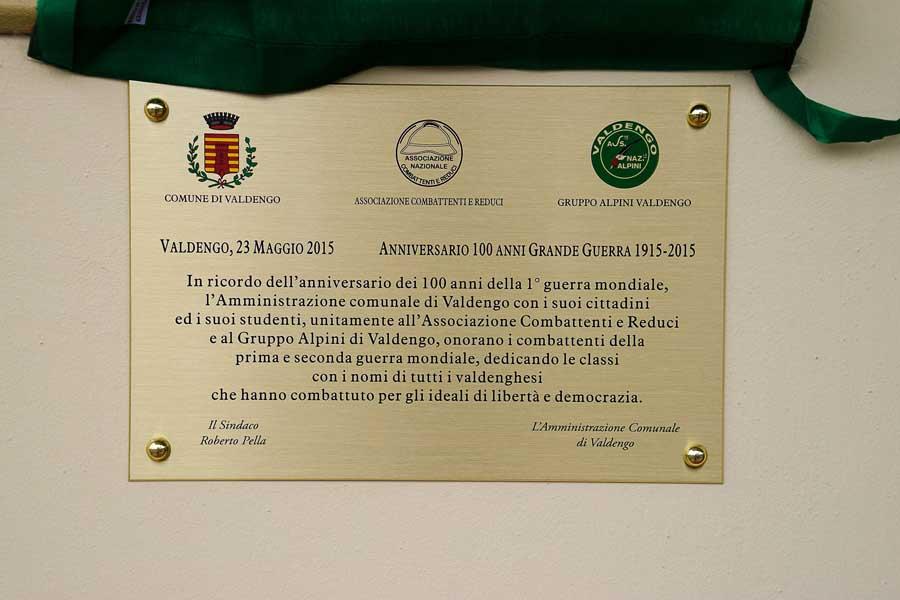 COMUNE DI VALDENGO
ASSOCIAZIONE
NAZIONALE
COMBATTENTI E REDUCI
ASSOCIAZIONE COMBATTENTI E REDUCI
VALDENGO
ASS.
NAZ.
ALPINI
GRUPPO ALPINI VALDENGO
VALDENGO, 23 MAGGIO 2015 ANNIVERSARIO 100 ANNI GRANDE GUERRA 1915-2015
In ricordo dell'anniversario dei 100 anni della 1° guerra mondiale,
l'Amministrazione comunale di Valdengo con i suoi cittadini
ed i suoi studenti, unitamente all'Associazione Combattenti e Reduci
e al Gruppo Alpini di Valdengo, onorano i combattenti della
prima e seconda guerra mondiale, dedicando le classi
con i nomi di tutti i valdenghesi
che hanno combattuto per gli ideali di libertà e democrazia.
Il Sindaco
Roberto Pella
L'Amministrazione Comunale
di Valdengo